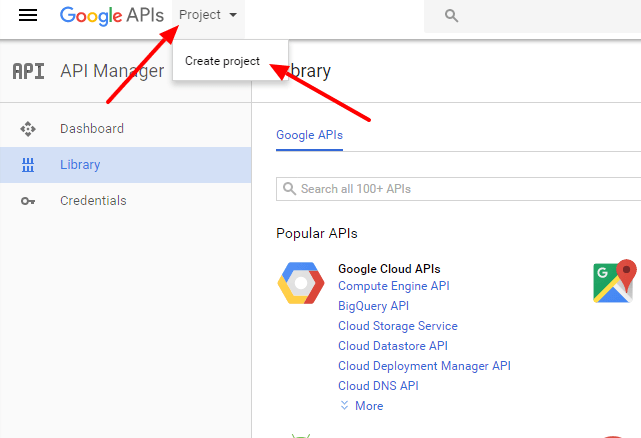 Google APIs Project
Create project
API API Manager
Library
Dashboard
Library
Credentials
Google APIs
Search all 100+ APIs
Popular APIs
Google Cloud APIs
Compute Engine API
BigQuery API
Cloud Storage Service
Cloud Datastore API
Cloud Deployment Manager API
Cloud DNS API
More
G